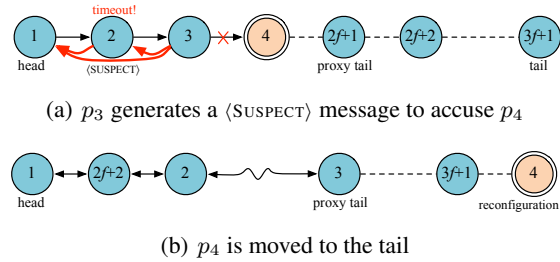 timeout!
1 2 3 4 2f+1 2f+2 3f+1
head ⟨SUSPECT⟩ proxy tail tail
(a) p₃ generates a ⟨SUSPECT⟩ message to accuse p₄
1 2f+2 2 3 3f+1 4
head proxy tail reconfiguration
(b) p₄ is moved to the tail